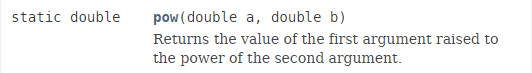 static double pow(double a, double b)
Returns the value of the first argument raised to
the power of the second argument.